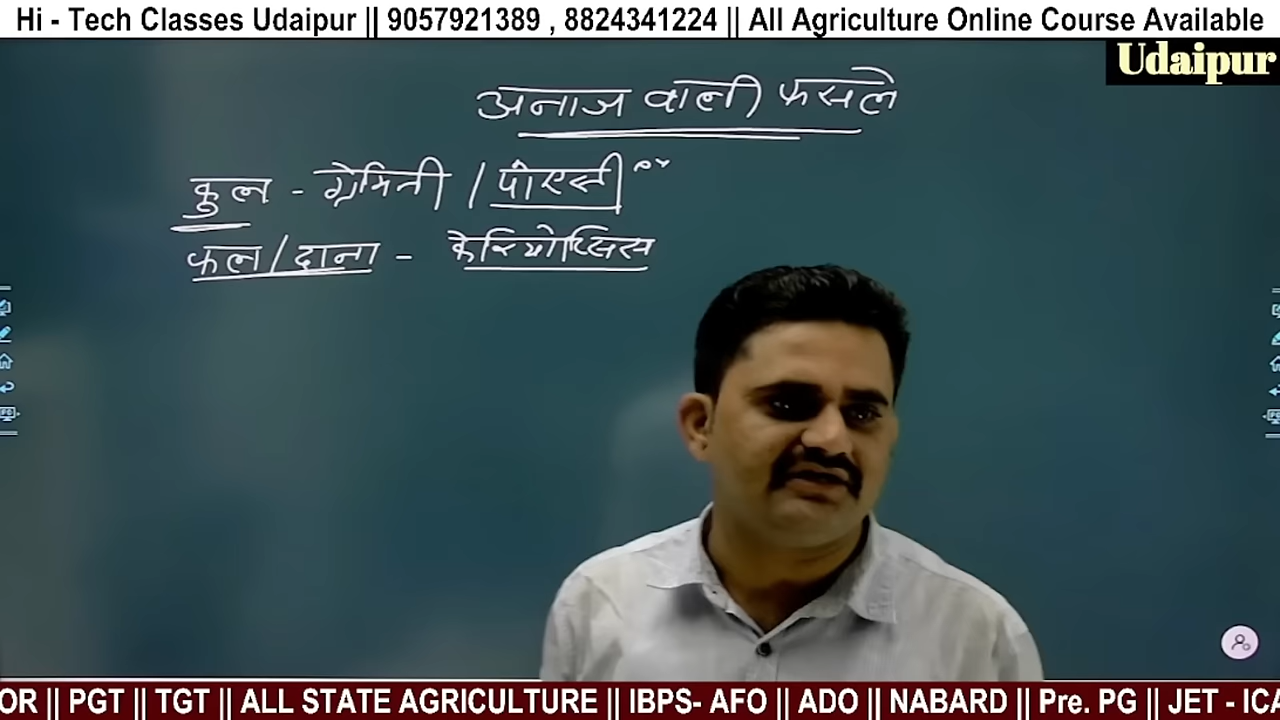 Hi - Tech Classes Udaipur || 9057921389 , 8824341224 || All Agriculture Online Course Available
Udaipur
अनाज वाली फसले
कुल - ग्रेमिनी / पोएसी
फल / दाना - केरियोप्सिस
OR || PGT || TGT || ALL STATE AGRICULTURE || IBPS- AFO || ADO || NABARD || Pre. PG || JET - ICA